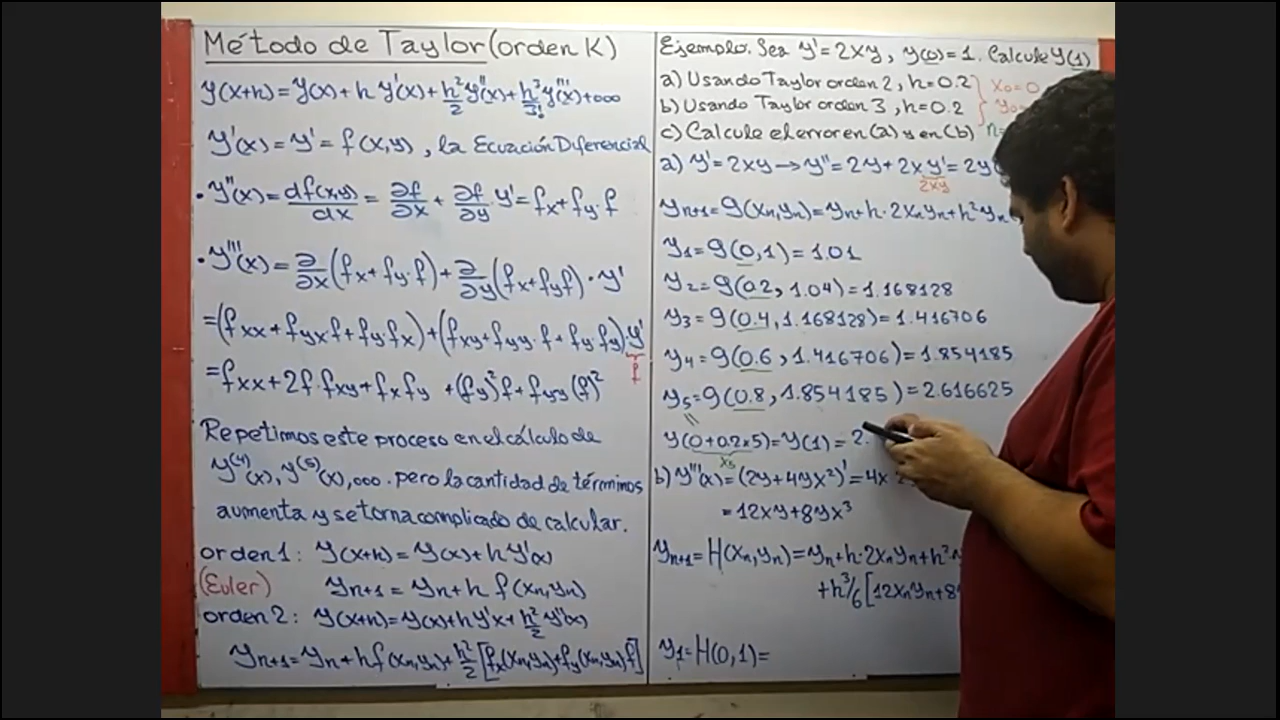 Método de Taylor (orden K)
y(x+h) = y(x) + h y'(x) + h²/2 y''(x) + h³/3! y'''(x) + ooo
y'(x) = y' = f(x,y), la Ecuación Diferencial
• y''(x) = df(x,y)/dx = ∂f/∂x + ∂f/∂y · y' = fx + fy · f
• y'''(x) = ∂/∂x (fx + fy · f) + ∂/∂y (fx + fy f) · y'
= (fxx + fyx f + fy fx) + (fxy + fyy · f + fy · fy) · y'
f
= fxx + 2f · fxy + fx fy + (fy)² f + fyy (f)²
Repetimos este proceso en el cálculo de
y⁽⁴⁾(x), y⁽⁵⁾(x), ooo. pero la cantidad de términos
aumenta y se torna complicado de calcular.
orden 1: y(x+h) = y(x) + h y'(x)
(Euler) yn+1 = yn + h f(xn, yn)
orden 2: y(x+h) = y(x) + h y'x + h²/2 y''(x)
yn+1 = yn + h f(xn, yn) + h²/2 [fx(xn, yn) + fy(xn, yn) f]
Ejemplo. Sea y' = 2xy, y(0) = 1. Calcule y(1)
a) Usando Taylor orden 2, h = 0.2
b) Usando Taylor orden 3, h = 0.2
x0 = 0
c) Calcule el error en (a) y en (b)
a) y' = 2xy → y'' = 2y + 2x y' = 2y
2xy
yn+1 = g(xn, yn) = yn + h · 2xn yn + h² yn
y1 = g(0, 1) = 1.01
y2 = g(0.2, 1.04) = 1.168128
y3 = g(0.4, 1.168128) = 1.416706
y4 = g(0.6, 1.416706) = 1.854185
y5 = g(0.8, 1.854185) = 2.616625
y(0 + 0.2×5) = y(1) = 2.
x5
b) y'''(x) = (2y + 4yx²)' = 4x
= 12xy + 8yx³
yn+1 = H(xn, yn) = yn + h · 2xn yn + h²
+ h³/6 [12xn yn + 8
y1 = H(0, 1) =